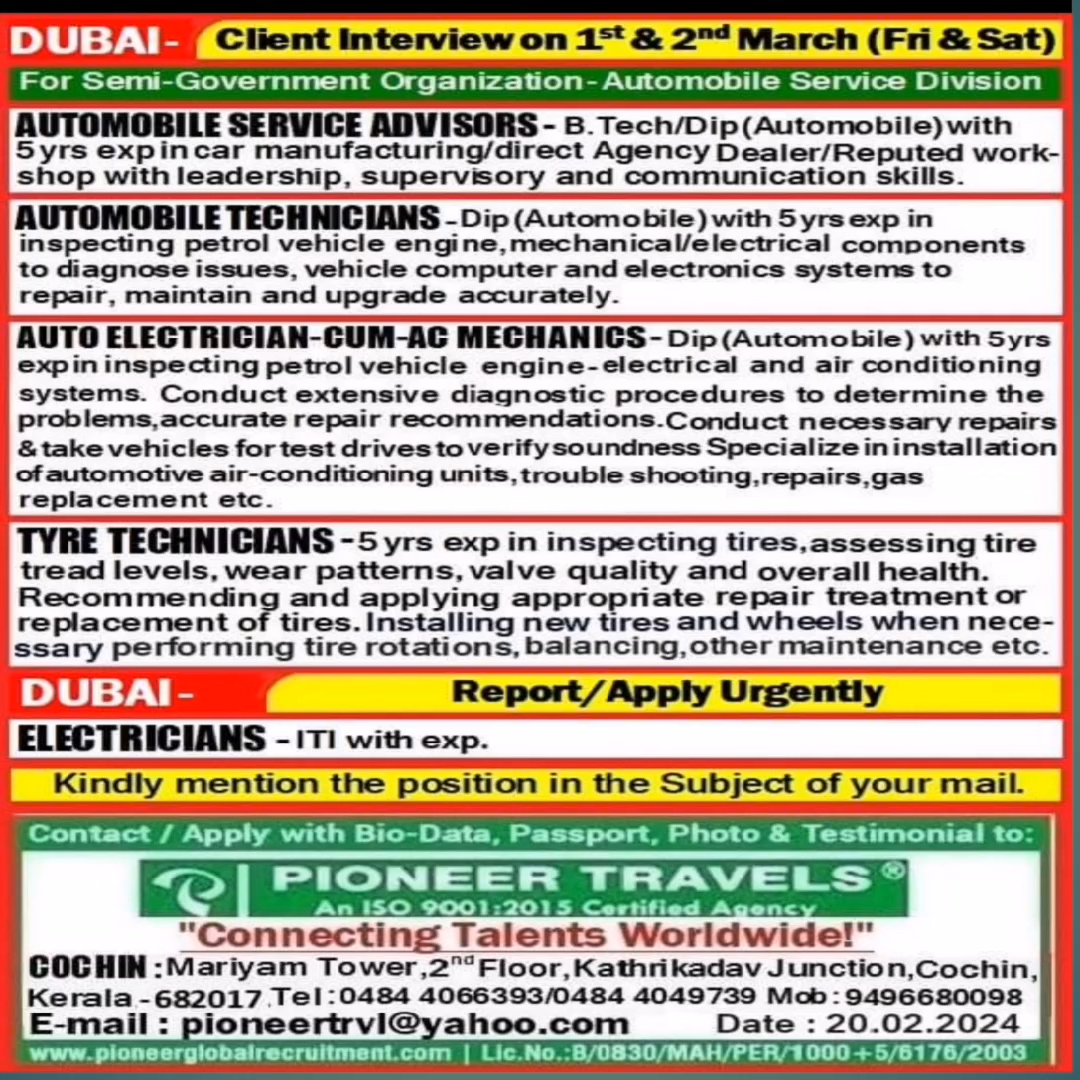 DUBAI- Client Interview on 1st & 2nd March (Fri & Sat)
For Semi-Government Organization-Automobile Service Division
AUTOMOBILE SERVICE ADVISORS - B.Tech/Dip (Automobile) with
5 yrs exp in car manufacturing/direct Agency Dealer/Reputed work-
shop with leadership, supervisory and communication skills.
AUTOMOBILE TECHNICIANS - Dip (Automobile) with 5 yrs exp in
inspecting petrol vehicle engine, mechanical/electrical components
to diagnose issues, vehicle computer and electronics systems to
repair, maintain and upgrade accurately.
AUTO ELECTRICIAN-CUM-AC MECHANICS - Dip (Automobile) with 5yrs
exp in inspecting petrol vehicle engine-electrical and air conditioning
systems. Conduct extensive diagnostic procedures to determine the
problems, accurate repair recommendations. Conduct necessary repairs
& take vehicles for test drives to verify soundness Specialize in installation
of automotive air-conditioning units, trouble shooting, repairs, gas
replacement etc.
TYRE TECHNICIANS - 5 yrs exp in inspecting tires, assessing tire
tread levels, wear patterns, valve quality and overall health.
Recommending and applying appropriate repair treatment or
replacement of tires. Installing new tires and wheels when nece-
ssary performing tire rotations, balancing, other maintenance etc.
DUBAI- Report/Apply Urgently
ELECTRICIANS - ITI with exp.
Kindly mention the position in the Subject of your mail.
Contact / Apply with Bio-Data, Passport, Photo & Testimonial to:
PIONEER TRAVELS®
An ISO 9001:2015 Certified Agency
"Connecting Talents Worldwide!"
COCHIN : Mariyam Tower, 2nd Floor, Kathrikadav Junction, Cochin,
Kerala - 682017. Tel : 0484 4066393/0484 4049739 Mob : 9496680098
E-mail : pioneertrvl@yahoo.com Date : 20.02.2024
www.pioneerglobalrecruitment.com | Lic.No.:B/0830/MAH/PER/1000+5/6176/2003